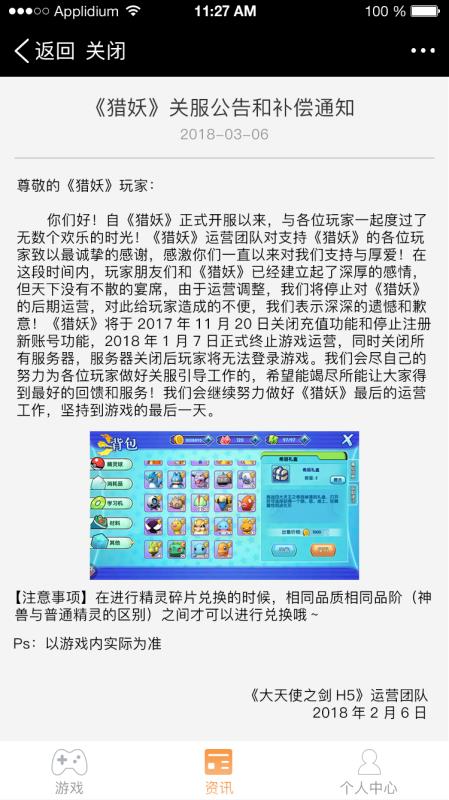 Applidium 11:27 AM 100 %
返回 关闭
《猎妖》关服公告和补偿通知
2018-03-06
尊敬的《猎妖》玩家：
你们好！自《猎妖》正式开服以来，与各位玩家一起度过了
无数个欢乐的时光！《猎妖》运营团队对支持《猎妖》的各位玩
家致以最诚挚的感谢，感激你们一直以来对我们支持与厚爱！在
这段时间内，玩家朋友们和《猎妖》已经建立起了深厚的感情，
但天下没有不散的宴席，由于运营调整，我们将停止对《猎妖》
的后期运营，对此给玩家造成的不便，我们表示深深的遗憾和歉
意！《猎妖》将于 2017 年 11 月 20 日关闭充值功能和停止注册
新账号功能，2018 年 1 月 7 日正式终止游戏运营，同时关闭所
有服务器，服务器关闭后玩家将无法登录游戏。我们会尽自己的
努力为各位玩家做好关服引导工作的，希望能竭尽所能让大家得
到最好的回馈和服务！我们会继续努力做好《猎妖》最后的运营
工作，坚持到游戏的最后一天。
背包
97/97
精灵球
消耗品
学习机
材料
其他
【注意事项】在进行精灵碎片兑换的时候，相同品质相同品阶（神
兽与普通精灵的区别）之间才可以进行兑换哦～
Ps：以游戏内实际为准
《大天使之剑 H5》运营团队
2018 年 2 月 6 日
游戏 资讯 个人中心